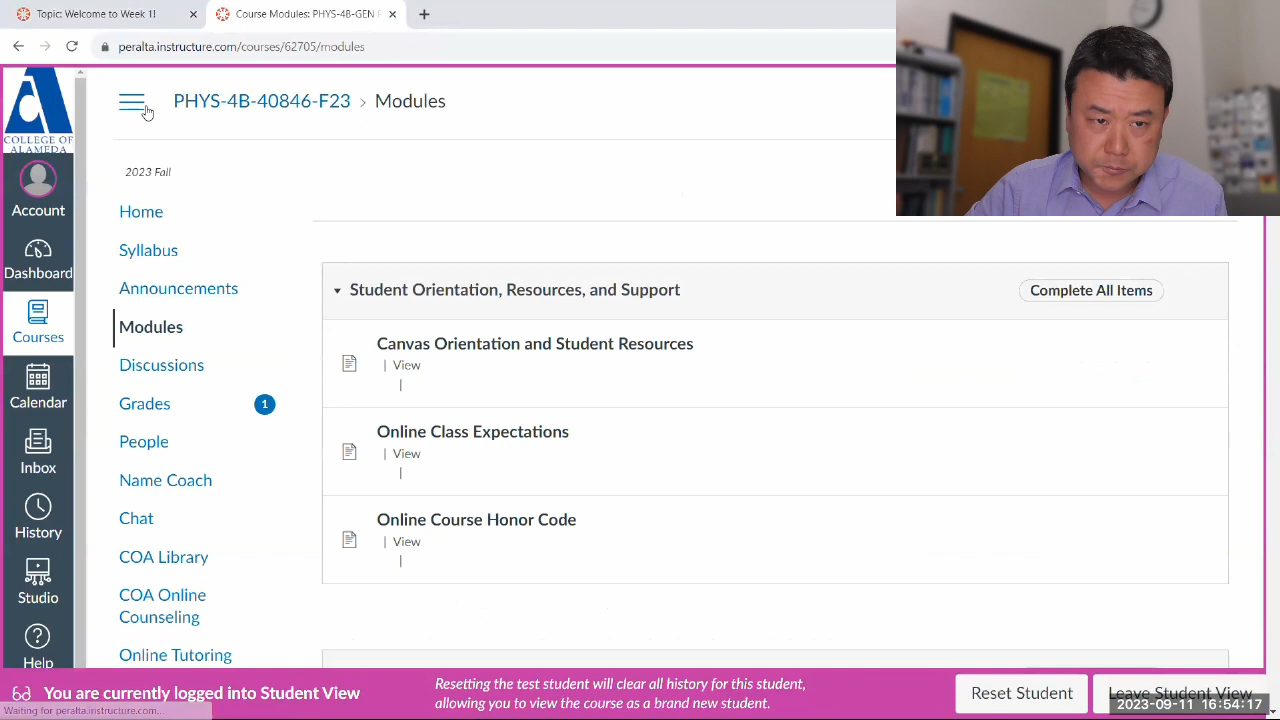 Topic: Welcome to Week 1!
Course Modules: PHYS-4B-GEN F
peralta.instructure.com/courses/62705/modules
COLLEGE OF
ALAMEDA
PHYS-4B-40846-F23 > Modules
Account
Dashboard
Courses
Calendar
Inbox
History
Studio
Help
2023 Fall
Home
Syllabus
Announcements
Modules
Discussions
Grades
1
People
Name Coach
Chat
COA Library
COA Online
Counseling
Online Tutoring
Student Orientation, Resources, and Support
Complete All Items
Canvas Orientation and Student Resources
| View
|
Online Class Expectations
| View
|
Online Course Honor Code
| View
|
You are currently logged into Student View
Resetting the test student will clear all history for this student,
allowing you to view the course as a brand new student.
Reset Student
Leave Student View
Waiting for peralta.instructure.com...
2023-09-11 16:54:17